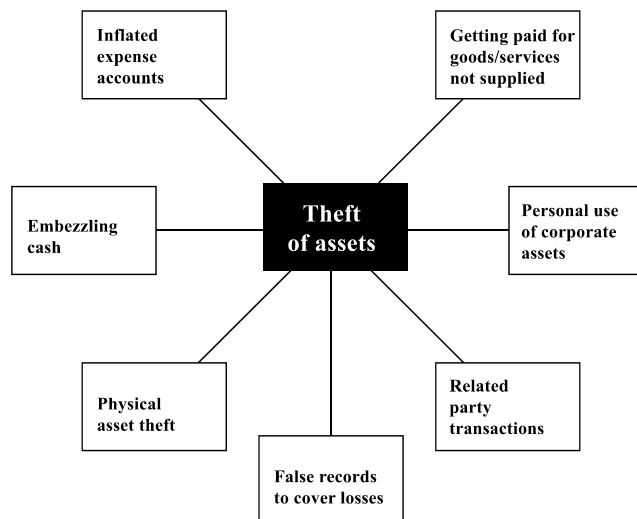 Inflated
expense
accounts
Getting paid for
goods/services
not supplied
Theft
of assets
Embezzling
cash
Personal use
of corporate
assets
Physical
asset theft
Related
party
transactions
False records
to cover losses